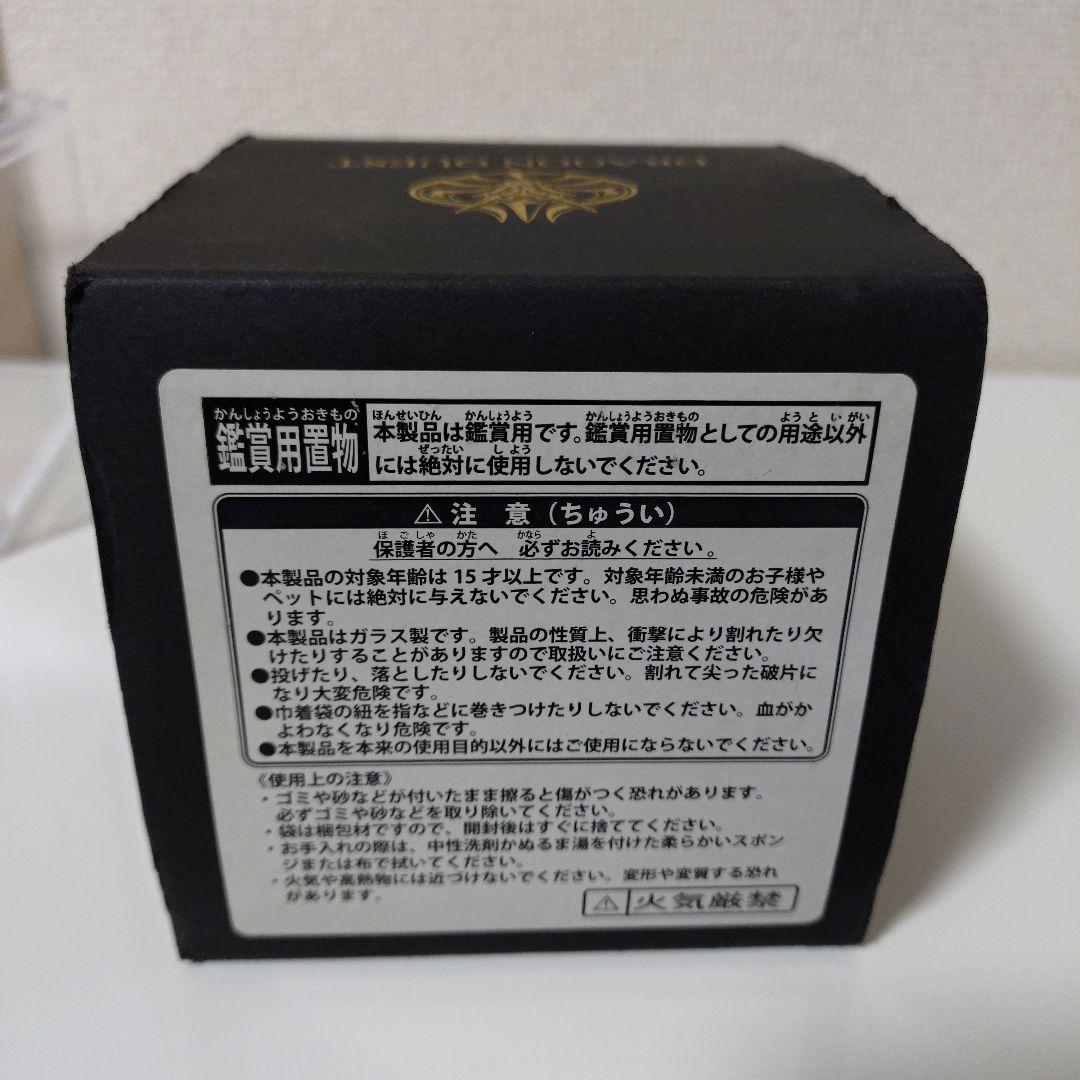 DRAGON QUEST
かんしょうようおきもの
鑑賞用置物
ほんせいひん かんしょうよう かんしょうようおきもの ようといがい
本製品は鑑賞用です。鑑賞用置物としての用途以外
ぜったい しよう
には絶対に使用しないでください。
⚠ 注 意（ちゅうい）
ほごしゃ かた かなら よ
保護者の方へ 必ずお読みください。
●本製品の対象年齢は 15 才以上です。対象年齢未満のお子様や
ペットには絶対に与えないでください。思わぬ事故の危険があ
ります。
●本製品はガラス製です。製品の性質上、衝撃により割れたり欠
けたりすることがありますので取扱いにご注意ください。
●投げたり、落としたりしないでください。割れて尖った破片に
なり大変危険です。
●巾着袋の紐を指などに巻きつけたりしないでください。血がか
よわなくなり危険です。
●本製品を本来の使用目的以外にはご使用にならないでください。
《使用上の注意》
・ゴミや砂などが付いたまま擦ると傷がつく恐れがあります。
必ずゴミや砂などを取り除いてください。
・袋は梱包材ですので、開封後はすぐに捨ててください。
・お手入れの際は、中性洗剤かぬるま湯を付けた柔らかいスポン
ジまたは布で拭いてください。
・火気や高熱物には近づけないでください。変形や変質する恐れ
があります。
⚠ 火気厳禁